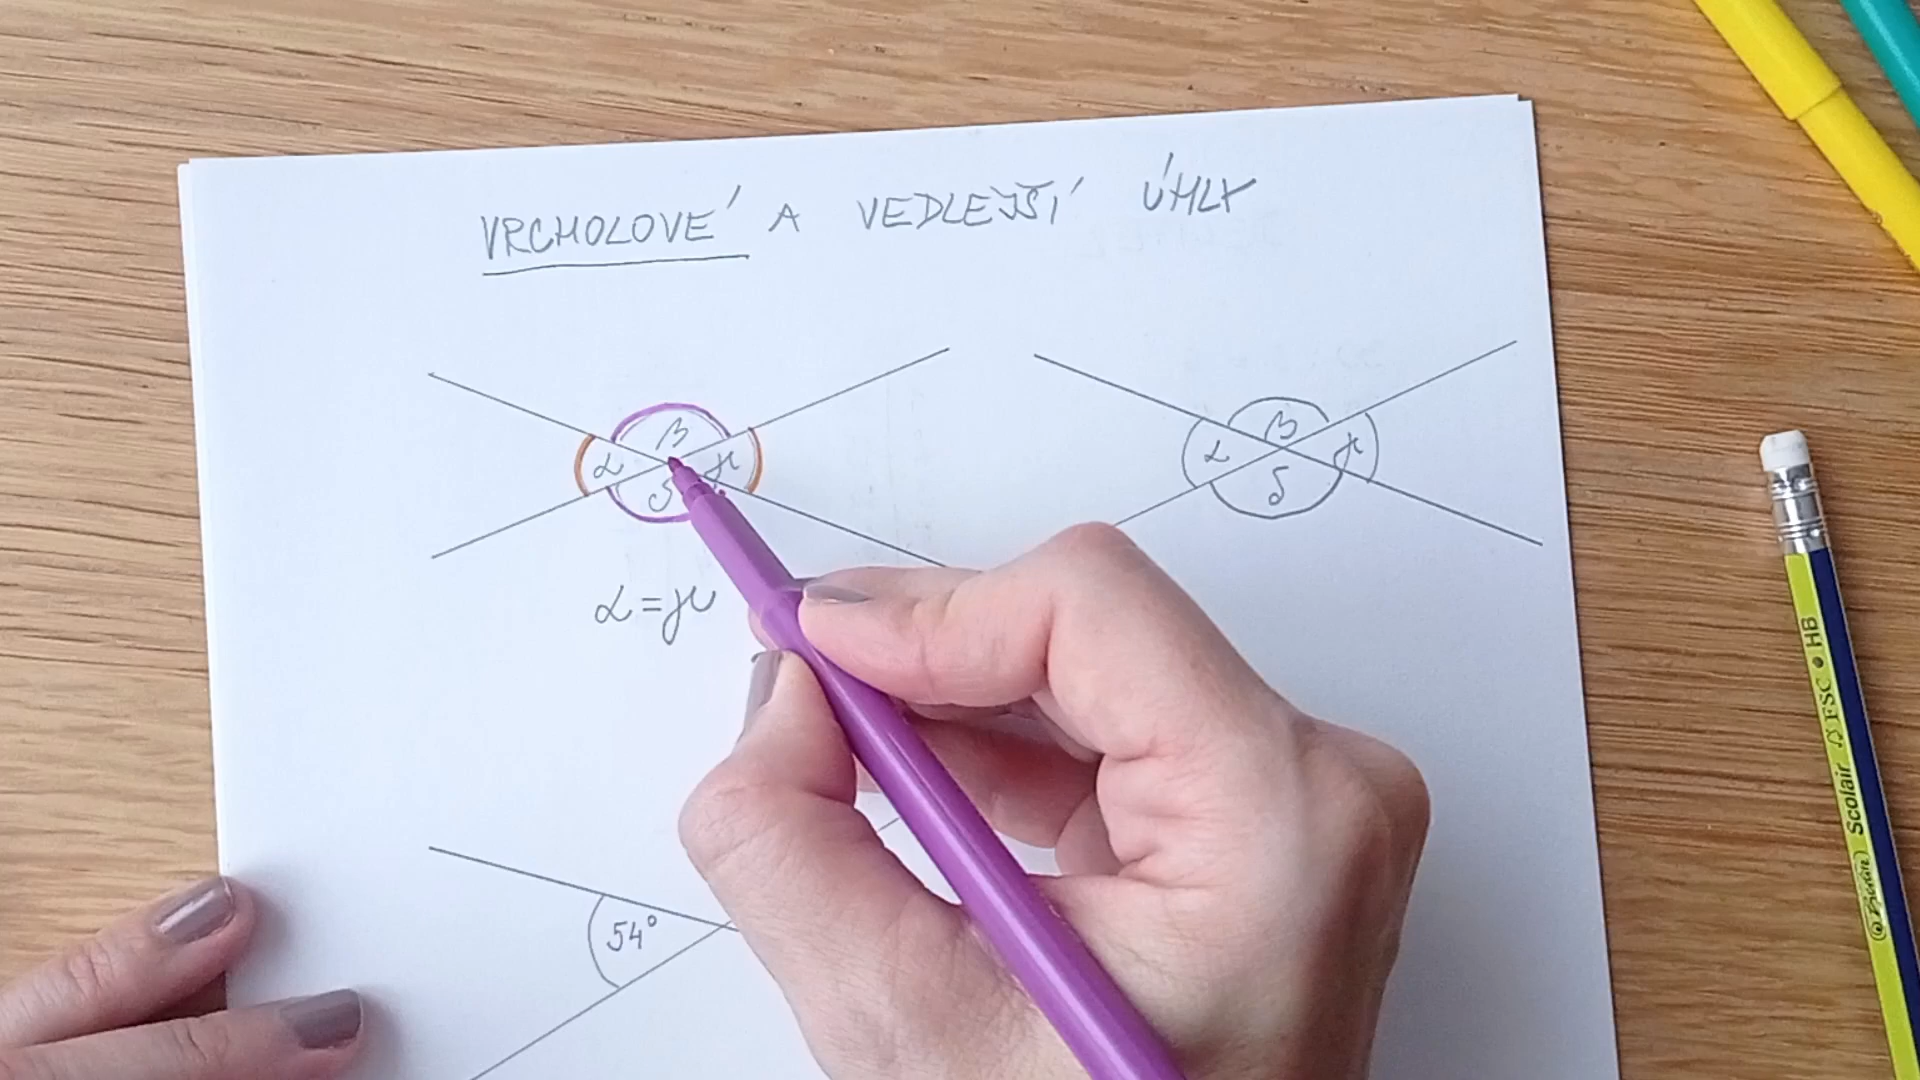 VRCHOLOVÉ A VEDLEJŠÍ ÚHLY
α β γ δ
α β γ δ
α = γ
54°
Scolair FSC HB